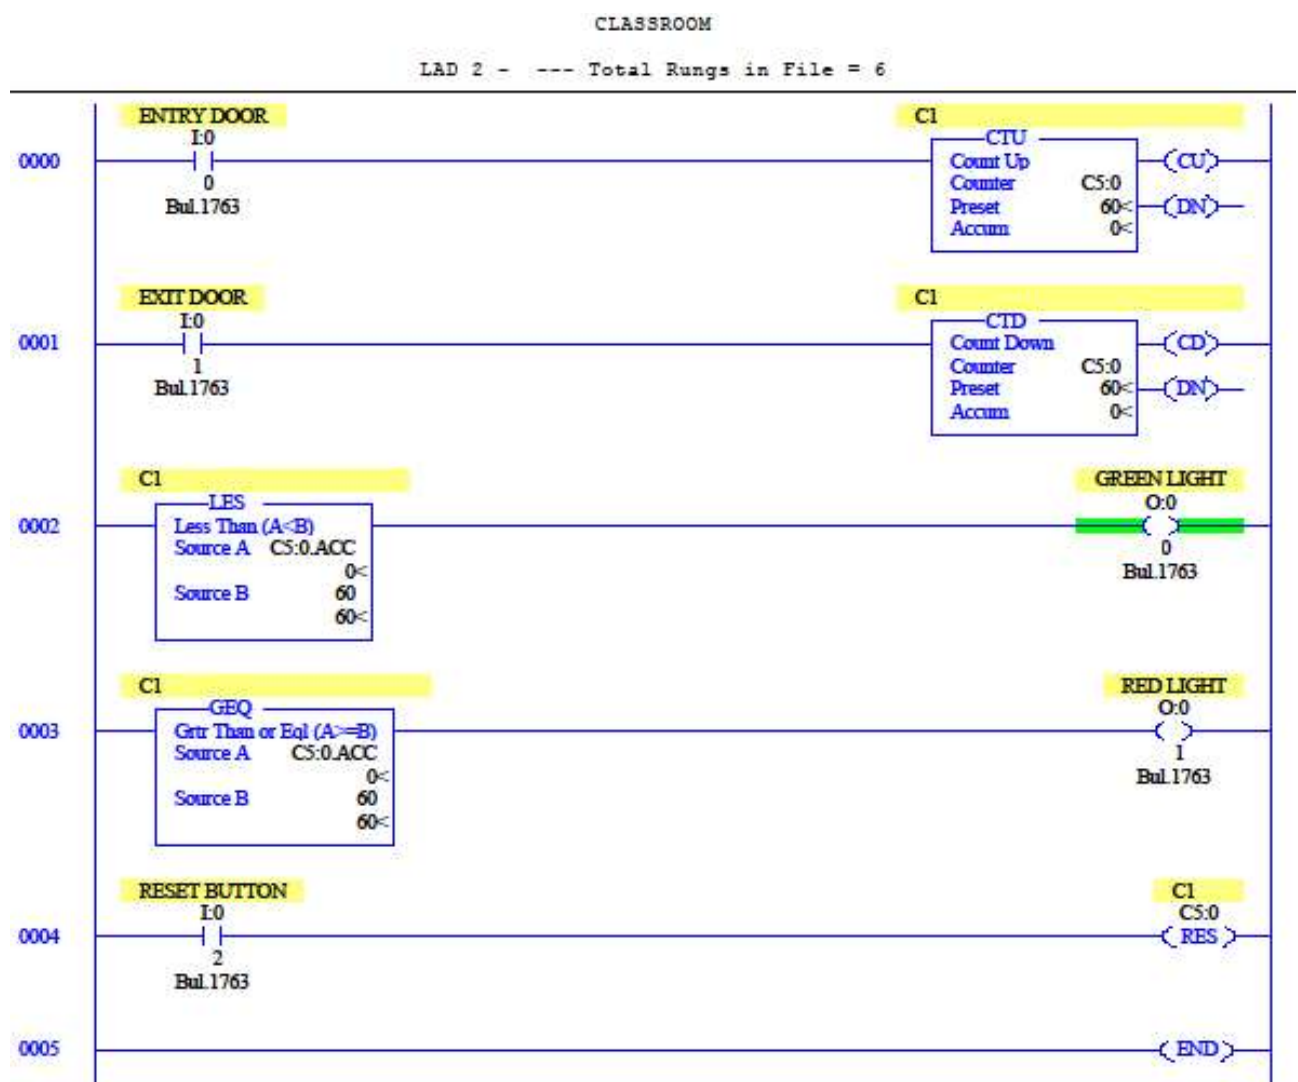 CLASSROOM
LAD 2 - --- Total Rungs in File = 6
ENTRY DOOR
I:0
0000
0
Bul.1763
C1
CTU
Count Up
Counter C5:0
Preset 60<
Accum 0<
CU
DN
EXIT DOOR
I:0
0001
1
Bul.1763
C1
CTD
Count Down
Counter C5:0
Preset 60<
Accum 0<
CD
DN
C1
LES
0002
Less Than (A<B)
Source A C5:0.ACC
0<
Source B 60
60<
GREEN LIGHT
O:0
0
Bul.1763
C1
GEQ
0003
Grtr Than or Eql (A>=B)
Source A C5:0.ACC
0<
Source B 60
60<
RED LIGHT
O:0
1
Bul.1763
RESET BUTTON
I:0
0004
2
Bul.1763
C1
C5:0
RES
0005
END